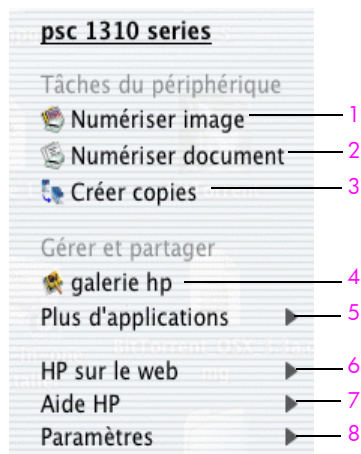 psc 1310 series
Tâches du périphérique
Numériser image 1
Numériser document 2
Créer copies 3
Gérer et partager
galerie hp 4
Plus d'applications 5
HP sur le web 6
Aide HP 7
Paramètres 8